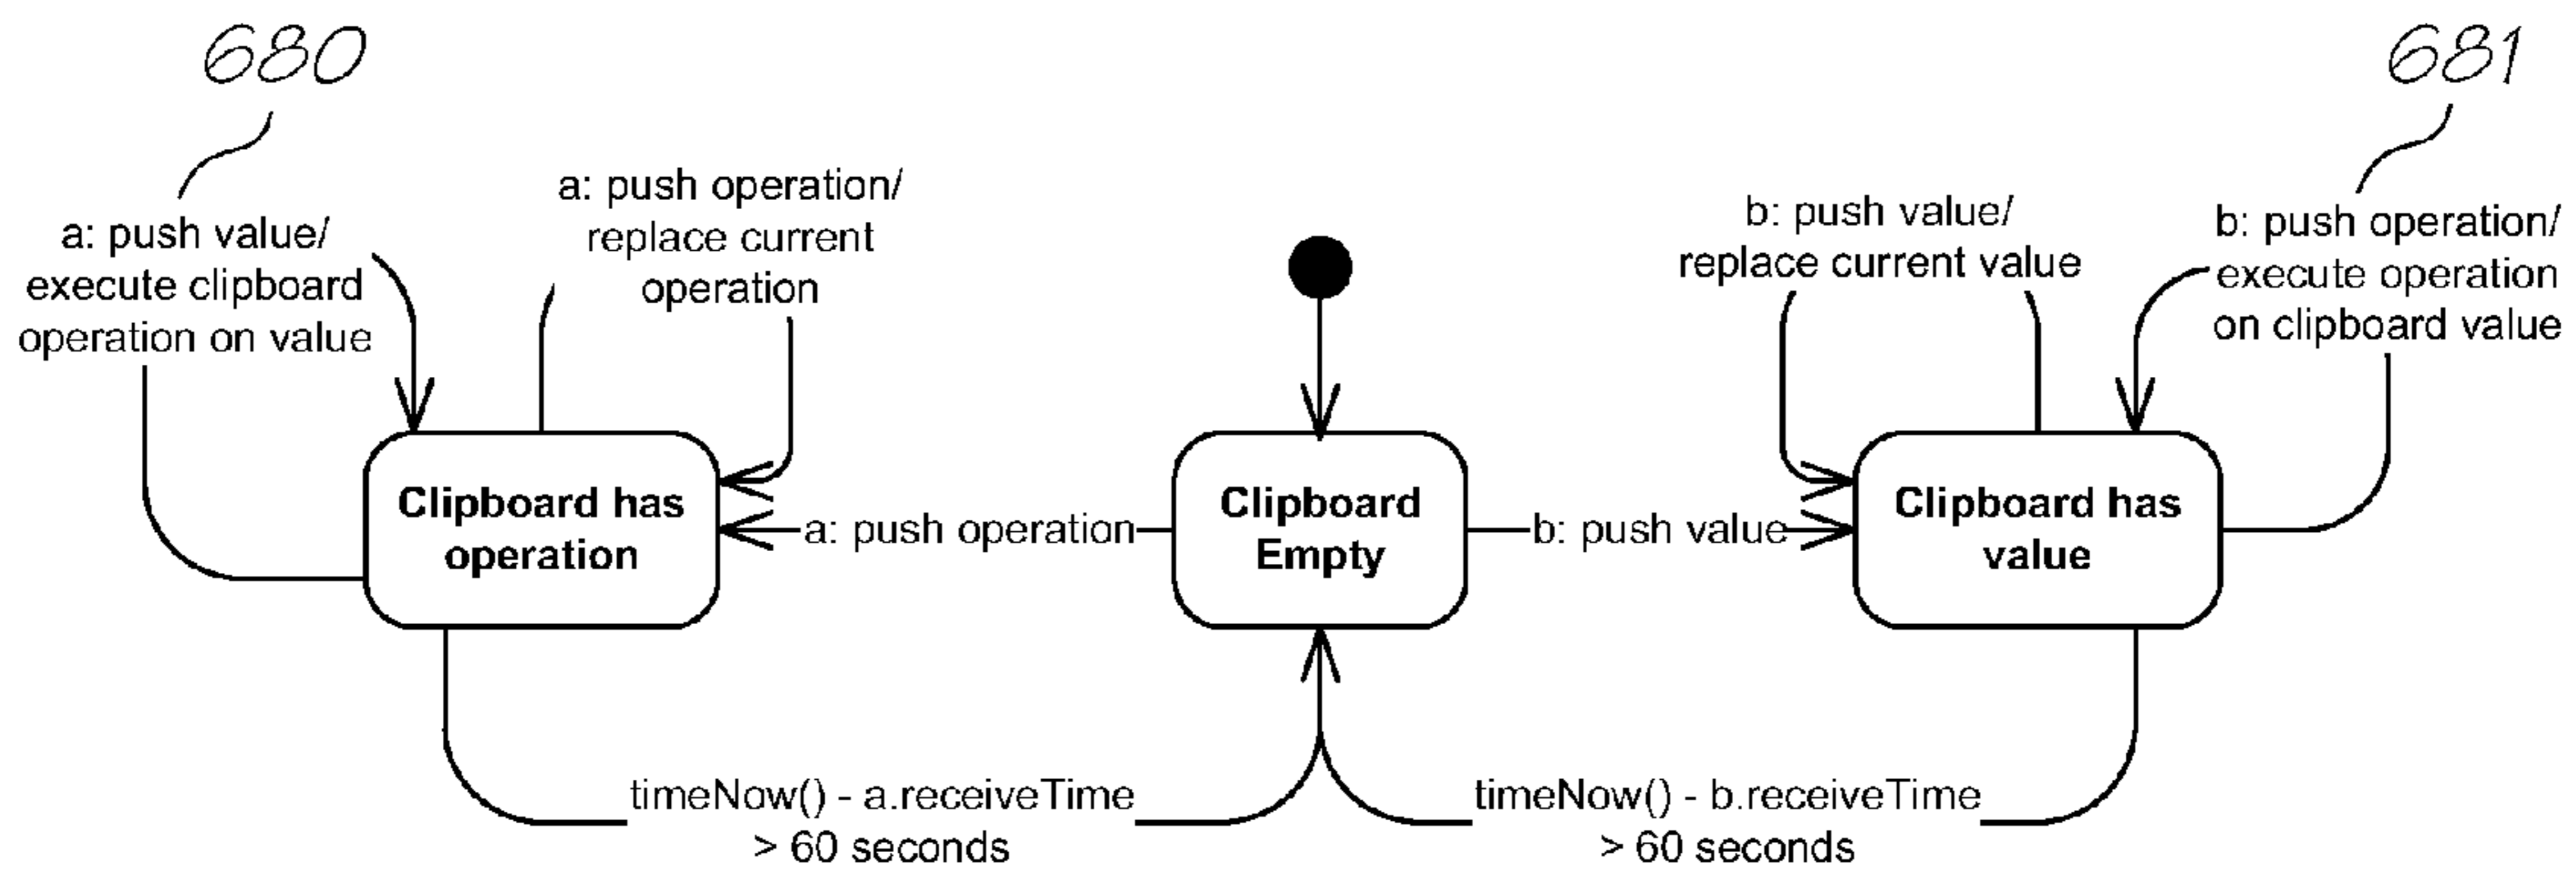 680
681
a: push value/
execute clipboard
operation on value
a: push operation/
replace current
operation
b: push value/
replace current value
b: push operation/
execute operation
on clipboard value
Clipboard has
operation
a: push operation
Clipboard
Empty
b: push value
Clipboard has
value
timeNow() - a.receiveTime
> 60 seconds
timeNow() - b.receiveTime
> 60 seconds